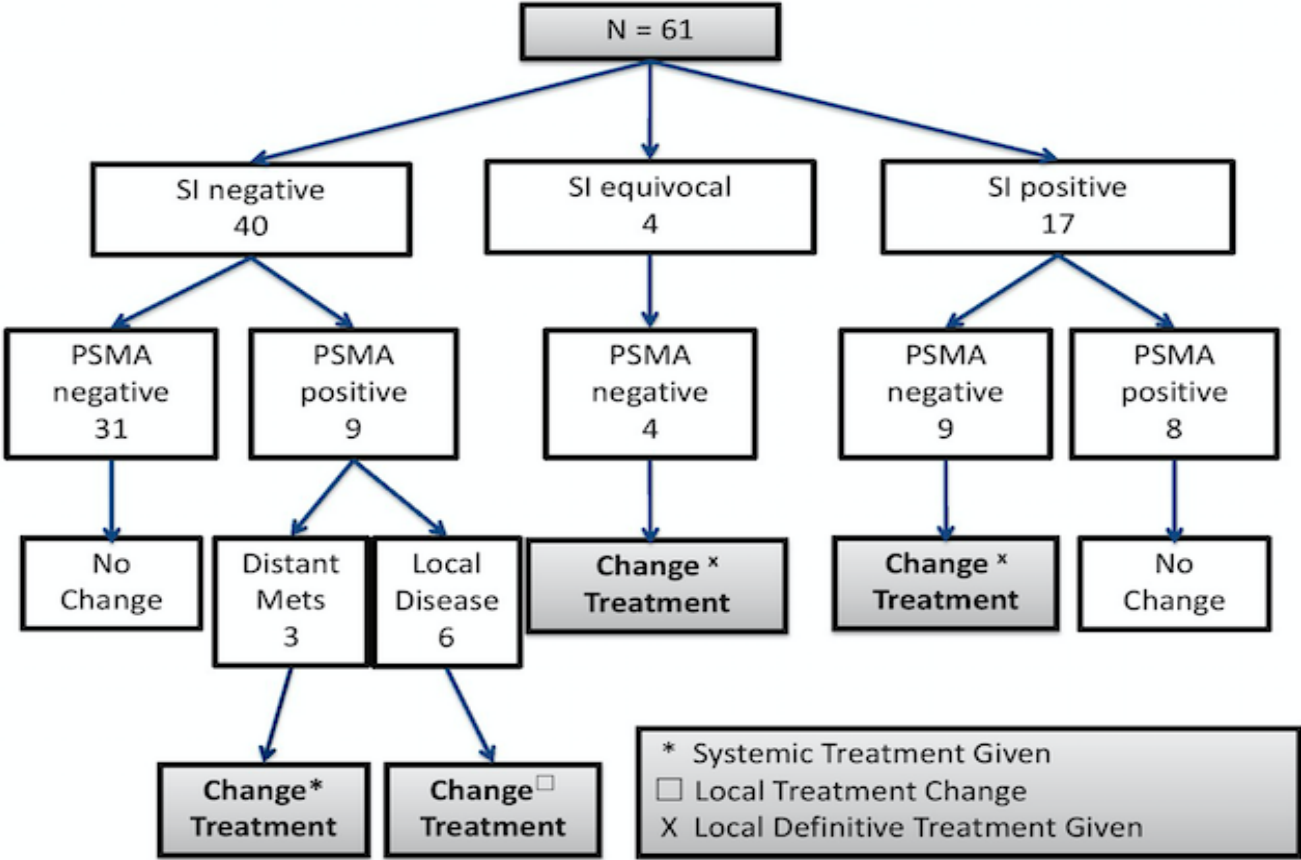 N = 61
SI negative
40
SI equivocal
4
SI positive
17
PSMA
negative
31
PSMA
positive
9
PSMA
negative
4
PSMA
negative
9
PSMA
positive
8
No
Change
Distant
Mets
3
Local
Disease
6
Change ˣ
Treatment
Change ˣ
Treatment
No
Change
Change*
Treatment
Change□
Treatment
* Systemic Treatment Given
□ Local Treatment Change
X Local Definitive Treatment Given